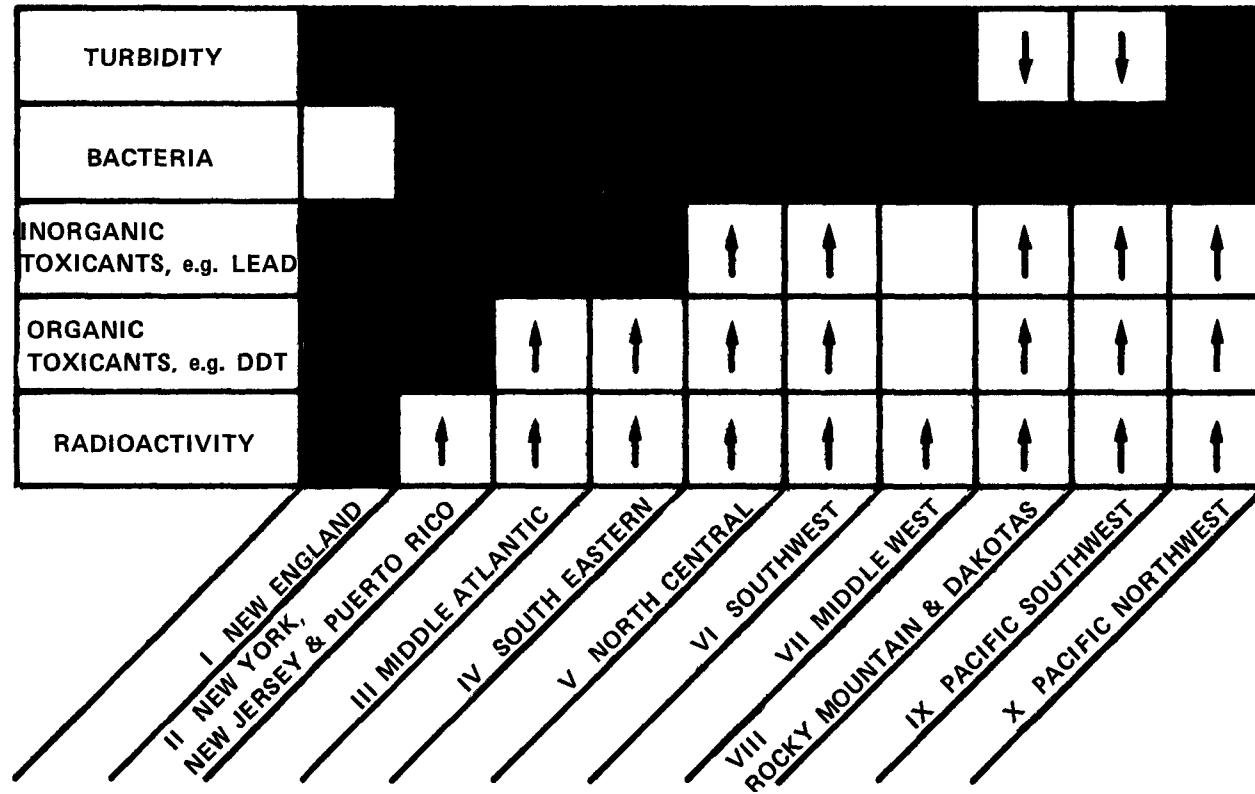 TURBIDITY
BACTERIA
INORGANIC
TOXICANTS, e.g. LEAD
ORGANIC
TOXICANTS, e.g. DDT
RADIOACTIVITY
I NEW ENGLAND
II NEW YORK,
NEW JERSEY & PUERTO RICO
III MIDDLE ATLANTIC
IV SOUTH EASTERN
V NORTH CENTRAL
VI SOUTHWEST
VII MIDDLE WEST
VIII
ROCKY MOUNTAIN & DAKOTAS
IX PACIFIC SOUTHWEST
X PACIFIC NORTHWEST